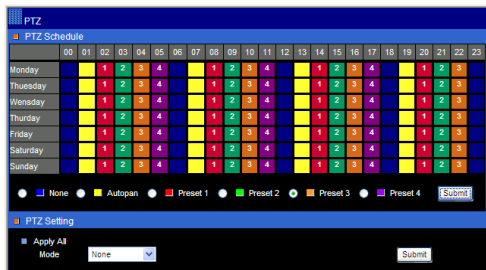 PTZ
PTZ Schedule
00 01 02 03 04 05 06 07 08 09 10 11 12 13 14 15 16 17 18 19 20 21 22 23
Monday 1 2 3 4 1 2 3 4 1 2 3 4 1 2 3
Thuesday 1 2 3 4 1 2 3 4 1 2 3 4 1 2 3
Wensday 1 2 3 4 1 2 3 4 1 2 3 4 1 2 3
Thurday 1 2 3 4 1 2 3 4 1 2 3 4 1 2 3
Friday 1 2 3 4 1 2 3 4 1 2 3 4 1 2 3
Saturday 1 2 3 4 1 2 3 4 1 2 3 4 1 2 3
Sunday 1 2 3 4 1 2 3 4 1 2 3 4 1 2 3
None Autopan Preset 1 Preset 2 Preset 3 Preset 4 Submit
PTZ Setting
Apply All
Mode None Submit